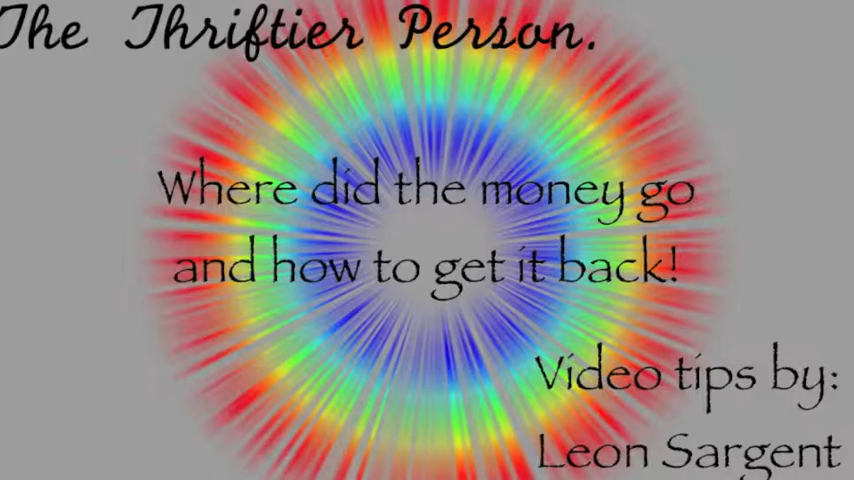 The Thriftier Person.
Where did the money go
and how to get it back!
Video tips by:
Leon Sargent